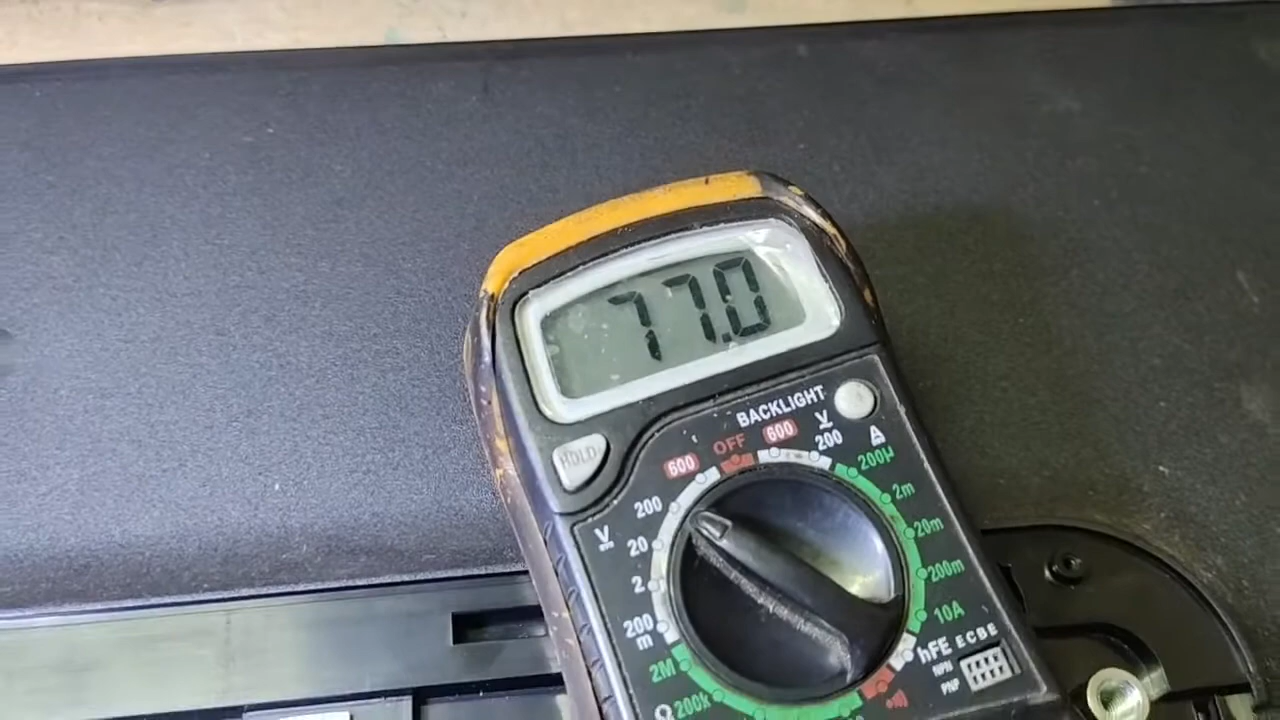 77.0
HOLD
BACKLIGHT
OFF
600
600
V
200
A
200µ
2m
20m
200m
10A
hFE
ECBE
NPN
PNP
200
V
20
2
200
m
2M
200k
Ω